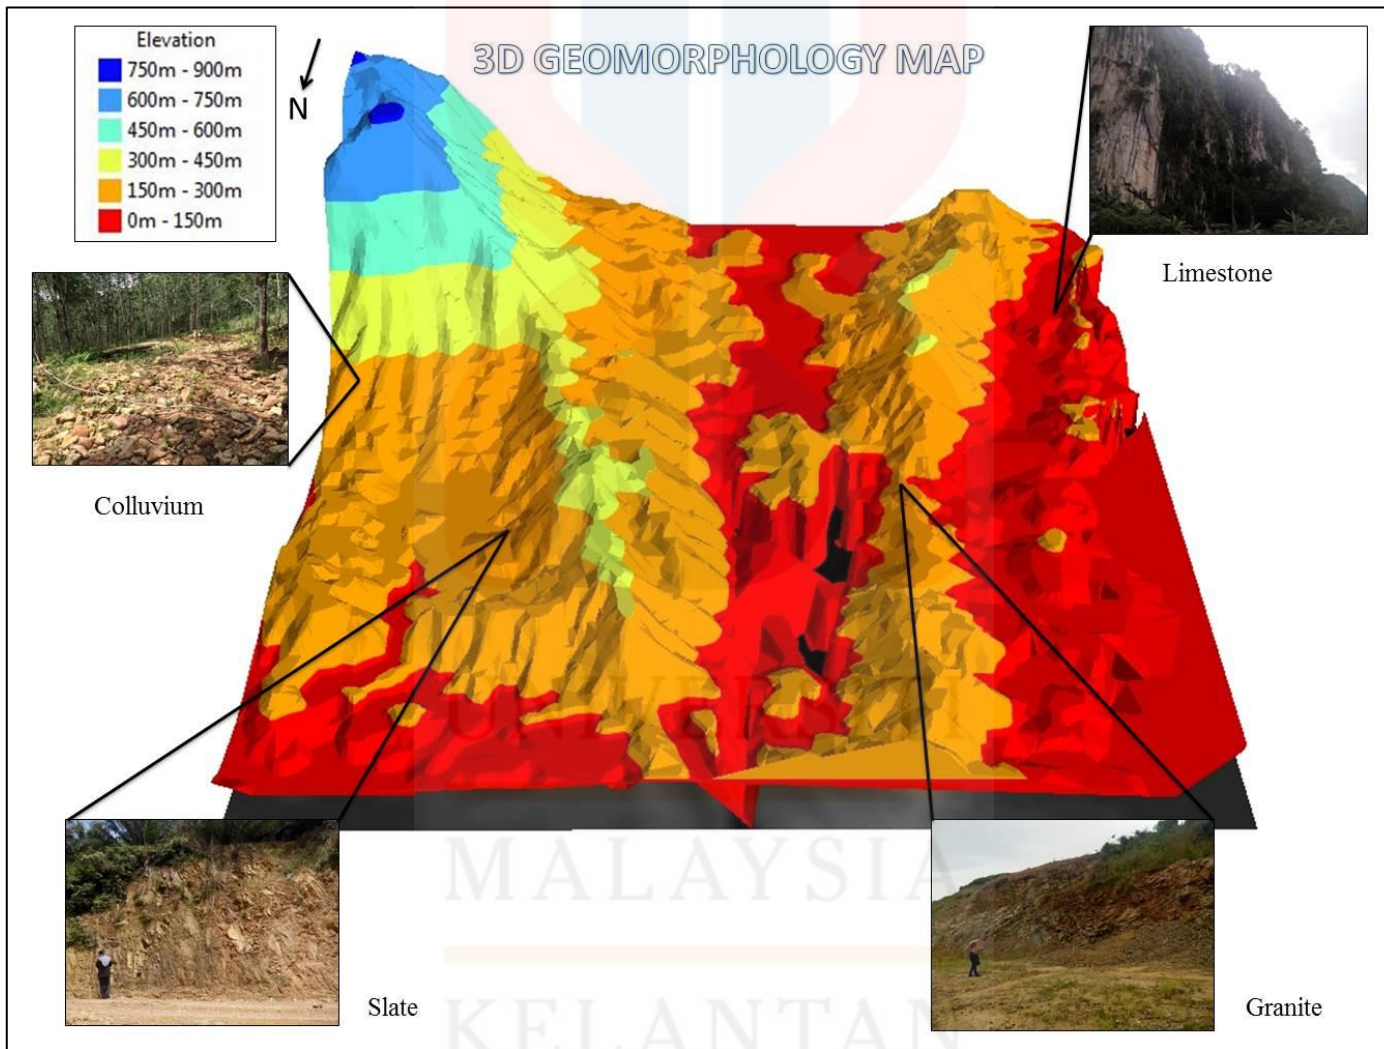 3D GEOMORPHOLOGY MAP
Elevation
750m - 900m
600m - 750m
450m - 600m
300m - 450m
150m - 300m
0m - 150m
N
Limestone
Colluvium
Slate
Granite
UNIVERSITI
MALAYSIA
KELANTAN